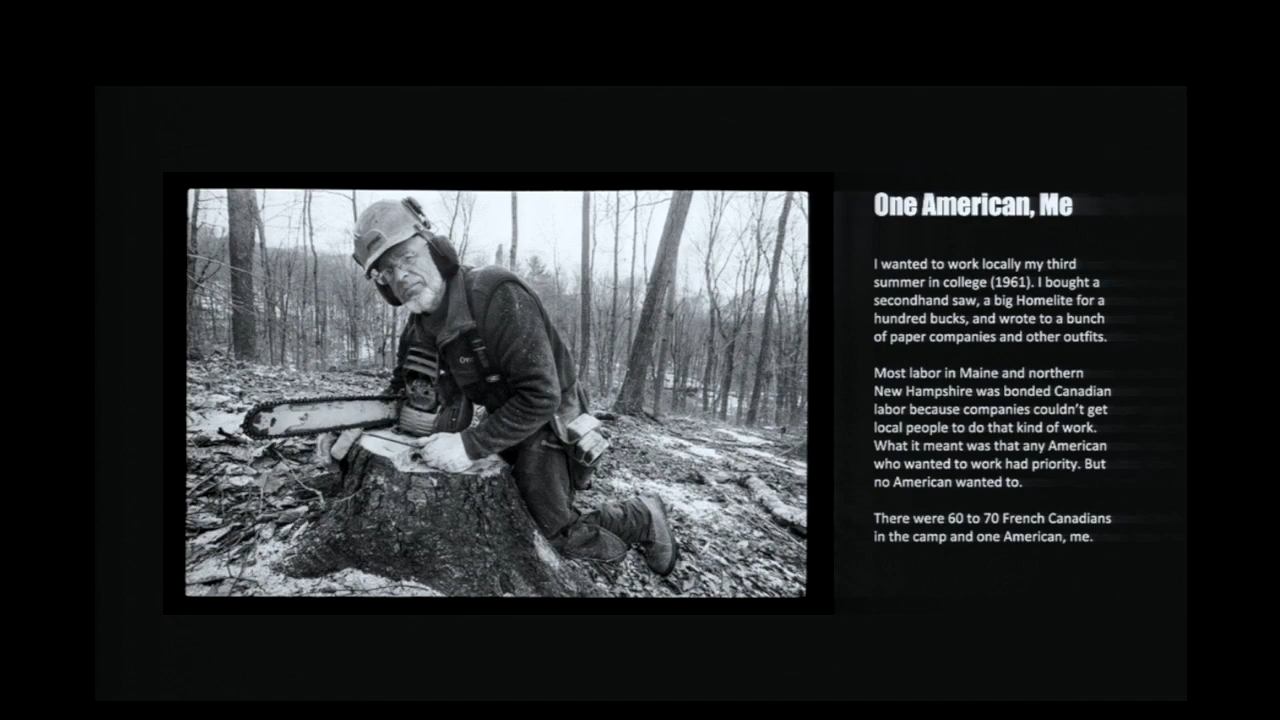 One American, Me
I wanted to work locally my third
summer in college (1961). I bought a
secondhand saw, a big Homelite for a
hundred bucks, and wrote to a bunch
of paper companies and other outfits.
Most labor in Maine and northern
New Hampshire was bonded Canadian
labor because companies couldn't get
local people to do that kind of work.
What it meant was that any American
who wanted to work had priority. But
no American wanted to.
There were 60 to 70 French Canadians
in the camp and one American, me.